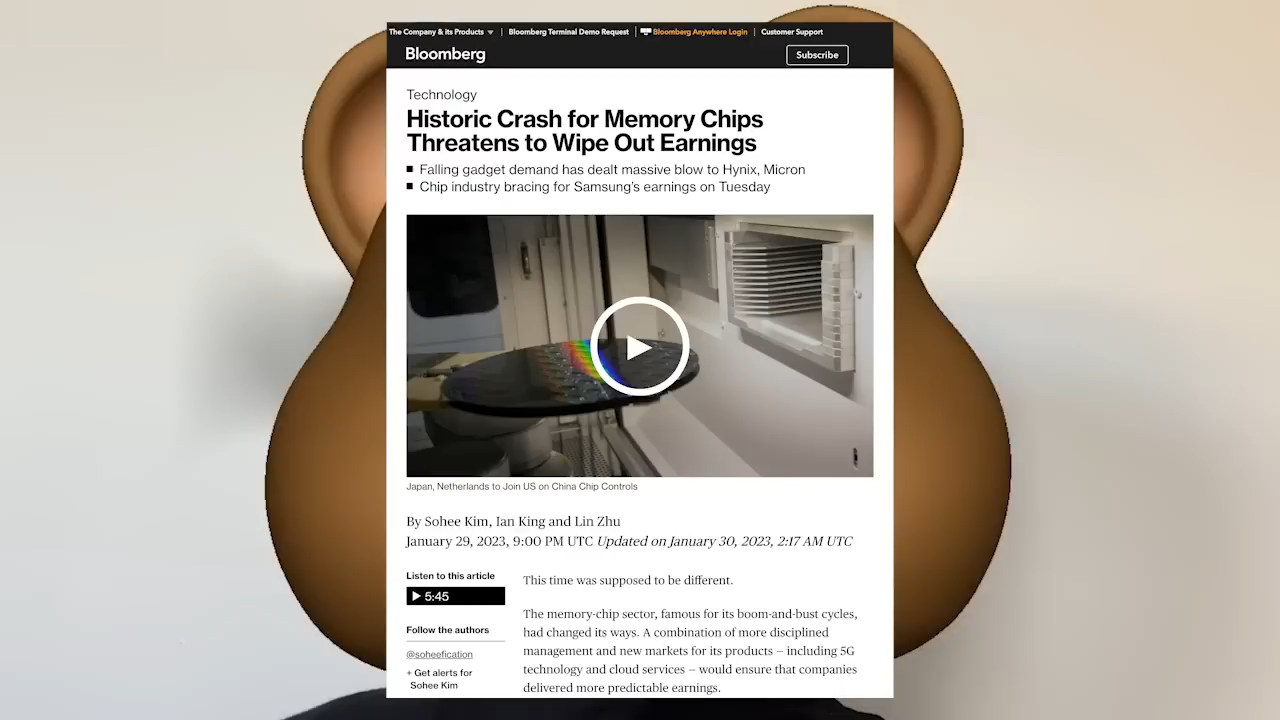 The Company & its Products ▼ | Bloomberg Terminal Demo Request | Bloomberg Anywhere Login | Customer Support
Bloomberg
Subscribe
Technology
Historic Crash for Memory Chips
Threatens to Wipe Out Earnings
■ Falling gadget demand has dealt massive blow to Hynix, Micron
■ Chip industry bracing for Samsung's earnings on Tuesday
Japan, Netherlands to Join US on China Chip Controls
By Sohee Kim, Ian King and Lin Zhu
January 29, 2023, 9:00 PM UTC Updated on January 30, 2023, 2:17 AM UTC
Listen to this article
5:45
Follow the authors
@soheefication
+ Get alerts for
Sohee Kim
This time was supposed to be different.
The memory-chip sector, famous for its boom-and-bust cycles,
had changed its ways. A combination of more disciplined
management and new markets for its products — including 5G
technology and cloud services — would ensure that companies
delivered more predictable earnings.